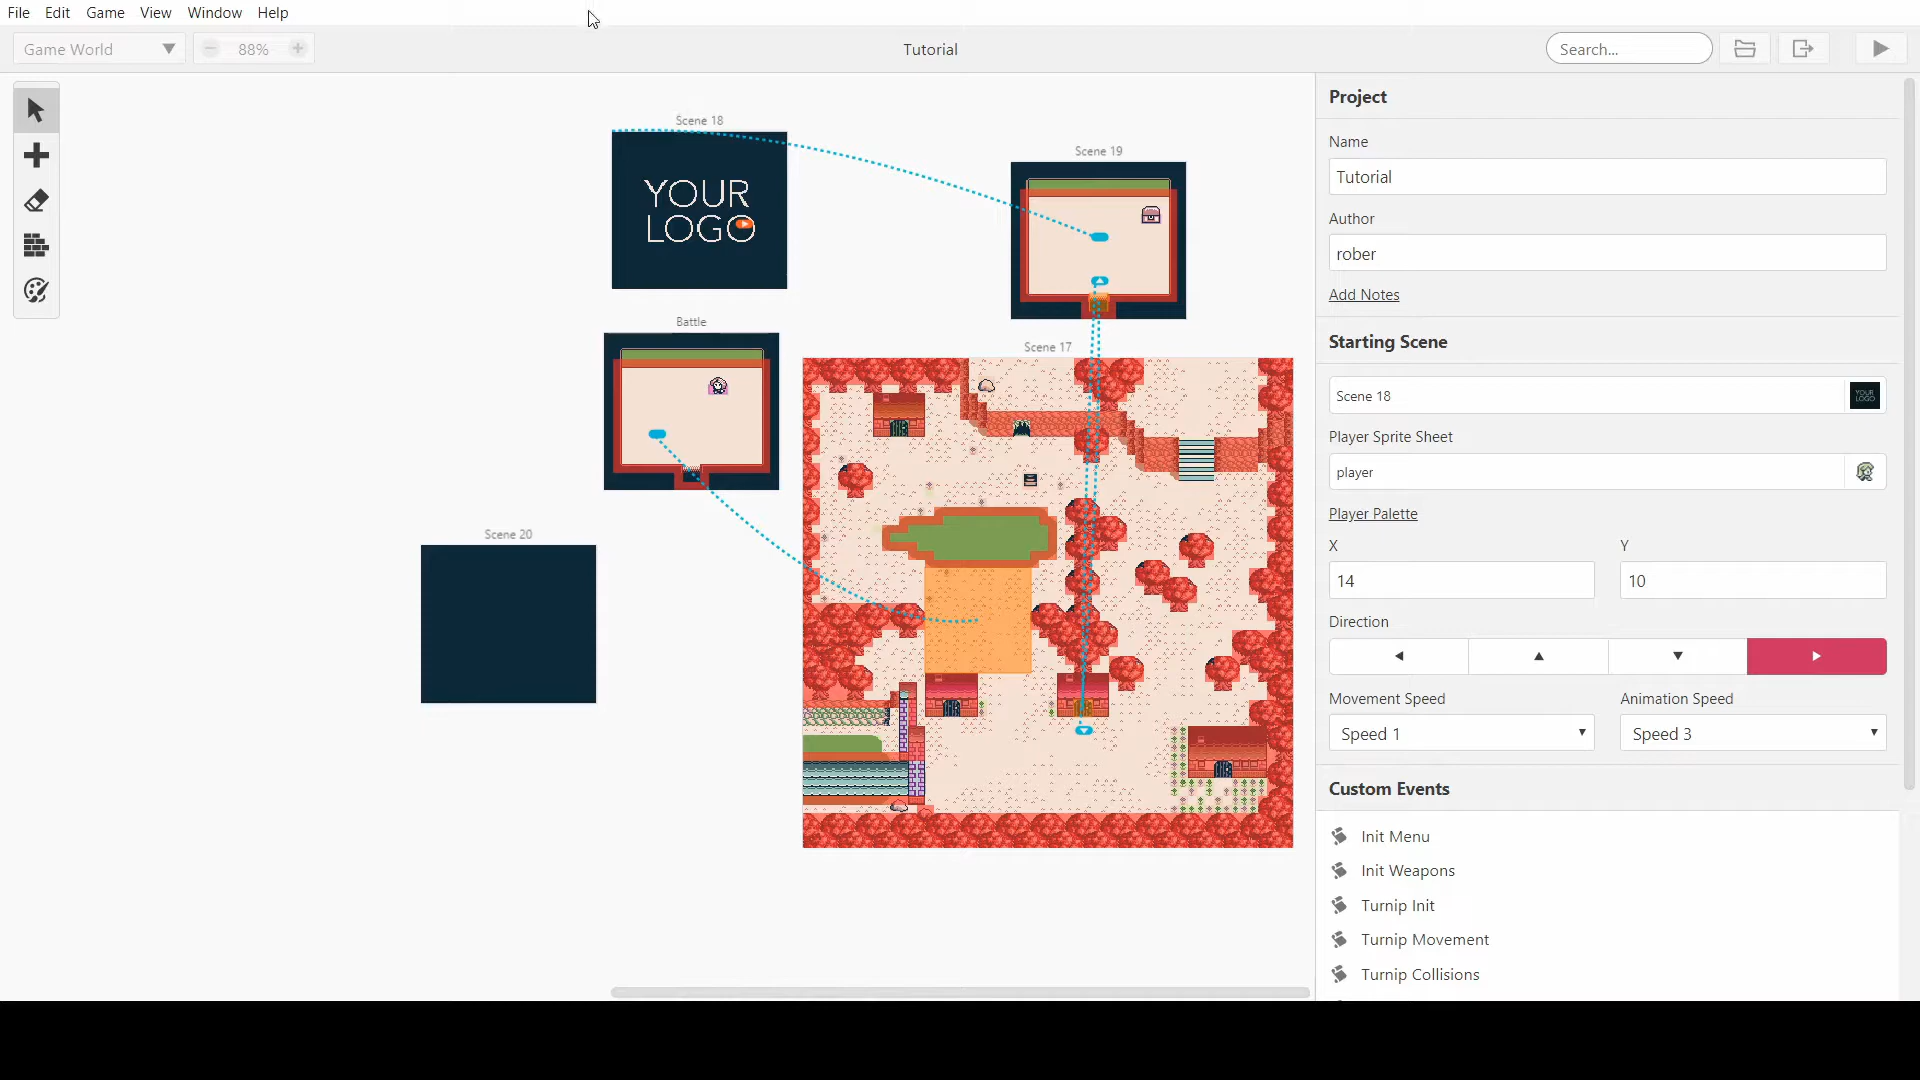 File Edit Game View Window Help
Game World 88% Tutorial Search...
Scene 18
YOUR
LOGO
Scene 19
Battle
Scene 17
Scene 20
Project
Name
Tutorial
Author
rober
Add Notes
Starting Scene
Scene 18
YOUR
LOGO
Player Sprite Sheet
player
Player Palette
X Y
14 10
Direction
Movement Speed Animation Speed
Speed 1 Speed 3
Custom Events
Init Menu
Init Weapons
Turnip Init
Turnip Movement
Turnip Collisions